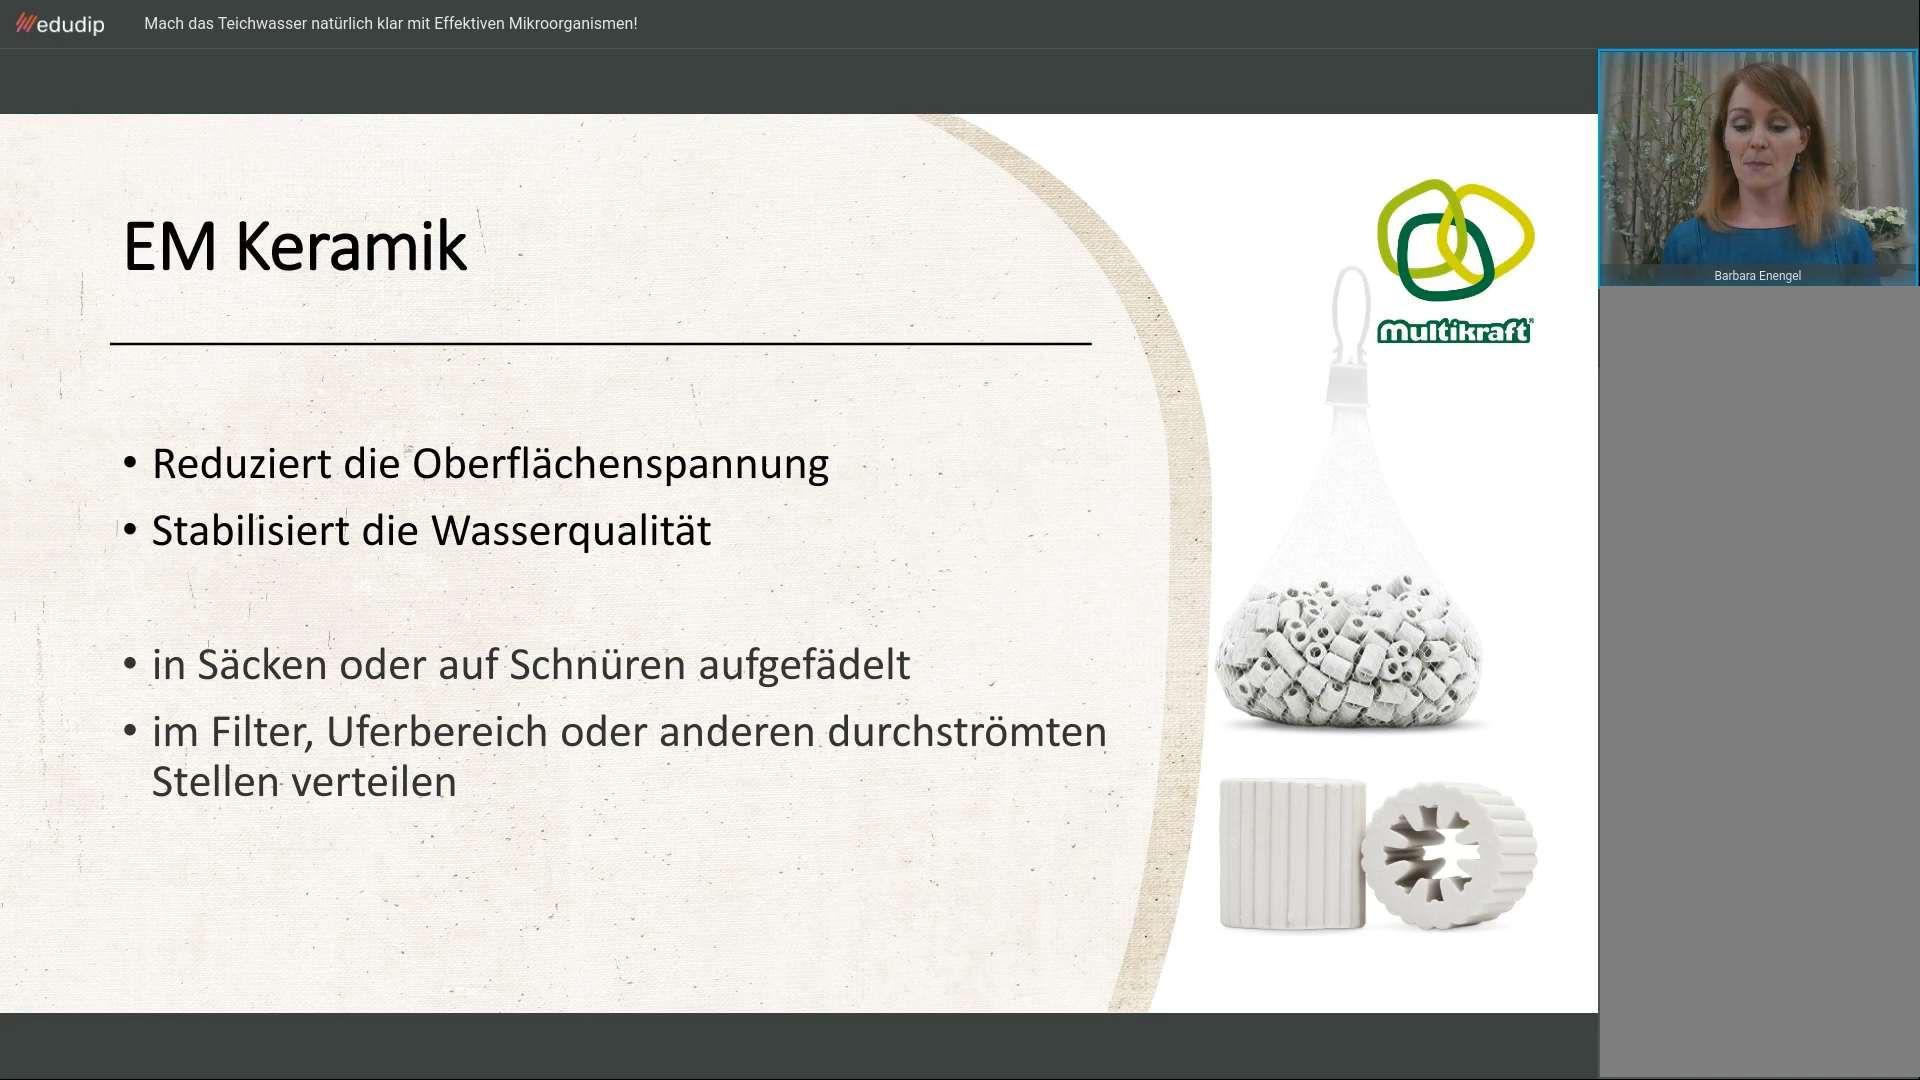 edudip
Mach das Teichwasser natürlich klar mit Effektiven Mikroorganismen!
EM Keramik
• Reduziert die Oberflächenspannung
• Stabilisiert die Wasserqualität
• in Säcken oder auf Schnüren aufgefädelt
• im Filter, Uferbereich oder anderen durchströmten
Stellen verteilen
multikraft®
Barbara Enengel